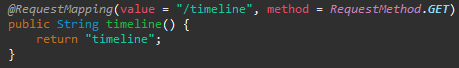 @RequestMapping(value = "/timeline", method = RequestMethod.GET)
public String timeline() {
    return "timeline";
}